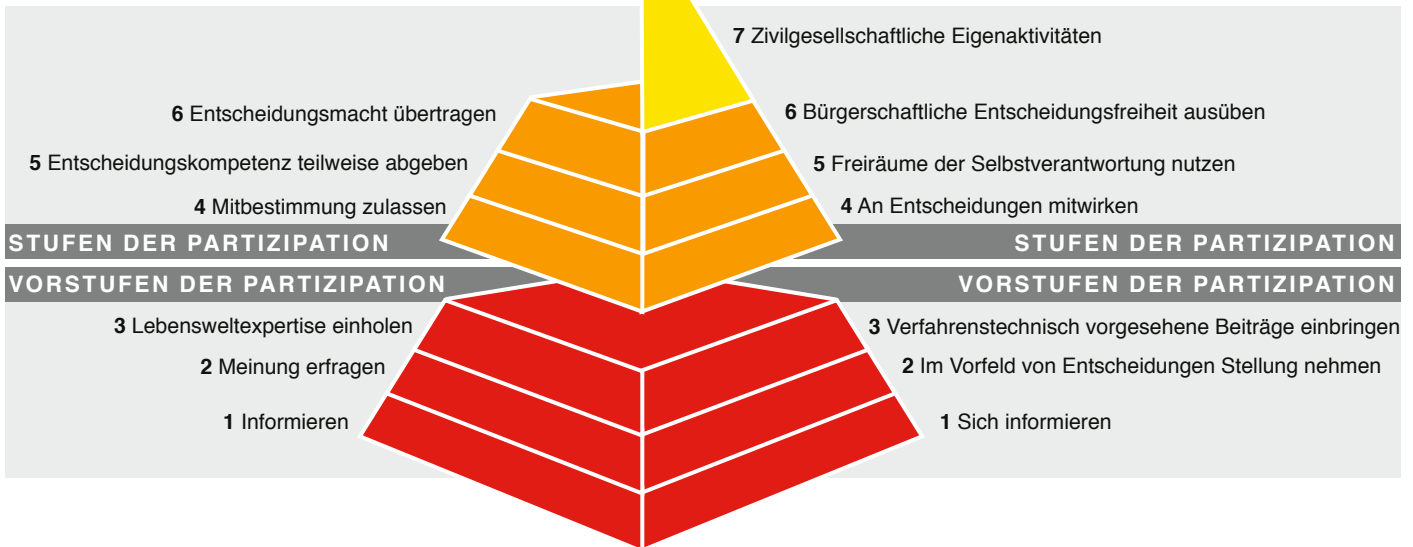 7 Zivilgesellschaftliche Eigenaktivitäten
6 Entscheidungsmacht übertragen
6 Bürgerschaftliche Entscheidungsfreiheit ausüben
5 Entscheidungskompetenz teilweise abgeben
5 Freiräume der Selbstverantwortung nutzen
4 Mitbestimmung zulassen
4 An Entscheidungen mitwirken
STUFEN DER PARTIZIPATION
STUFEN DER PARTIZIPATION
VORSTUFEN DER PARTIZIPATION
VORSTUFEN DER PARTIZIPATION
3 Lebensweltexpertise einholen
3 Verfahrenstechnisch vorgesehene Beiträge einbringen
2 Meinung erfragen
2 Im Vorfeld von Entscheidungen Stellung nehmen
1 Informieren
1 Sich informieren